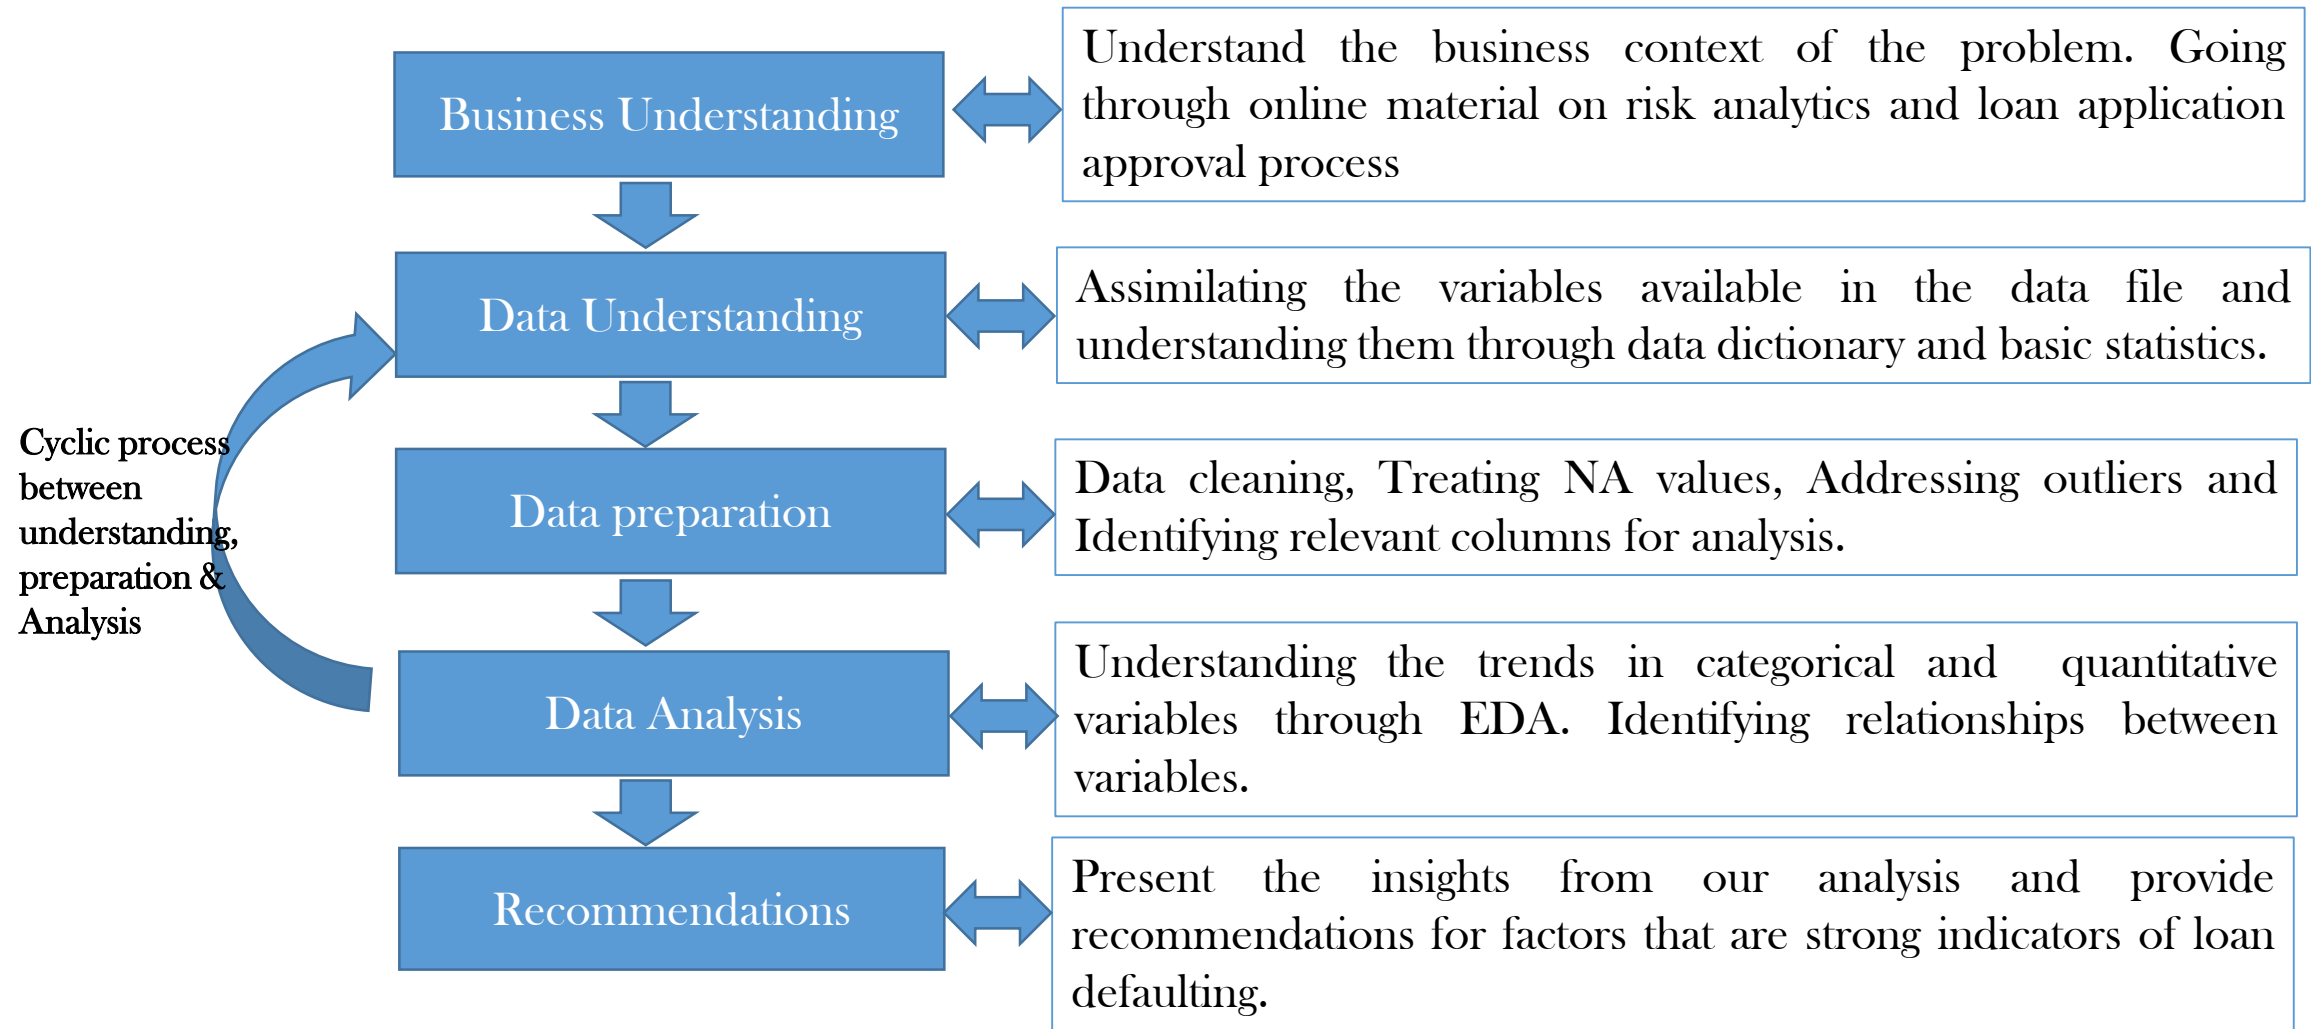 Business Understanding
Understand the business context of the problem. Going
through online material on risk analytics and loan application
approval process
Data Understanding
Assimilating the variables available in the data file and
understanding them through data dictionary and basic statistics.
Cyclic process
between
understanding,
preparation &
Analysis
Data preparation
Data cleaning, Treating NA values, Addressing outliers and
Identifying relevant columns for analysis.
Data Analysis
Understanding the trends in categorical and quantitative
variables through EDA. Identifying relationships between
variables.
Recommendations
Present the insights from our analysis and provide
recommendations for factors that are strong indicators of loan
defaulting.